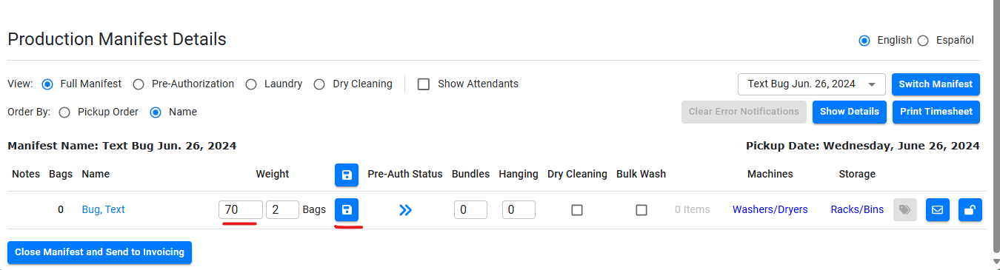 Production Manifest Details
English Español
View: Full Manifest Pre-Authorization Laundry Dry Cleaning Show Attendants Text Bug Jun. 26, 2024 Switch Manifest
Order By: Pickup Order Name Clear Error Notifications Show Details Print Timesheet
Manifest Name: Text Bug Jun. 26, 2024 Pickup Date: Wednesday, June 26, 2024
Notes Bags Name Weight Pre-Auth Status Bundles Hanging Dry Cleaning Bulk Wash Machines Storage
0 Bug, Text 70 2 Bags 0 0 0 Items Washers/Dryers Racks/Bins
Close Manifest and Send to Invoicing